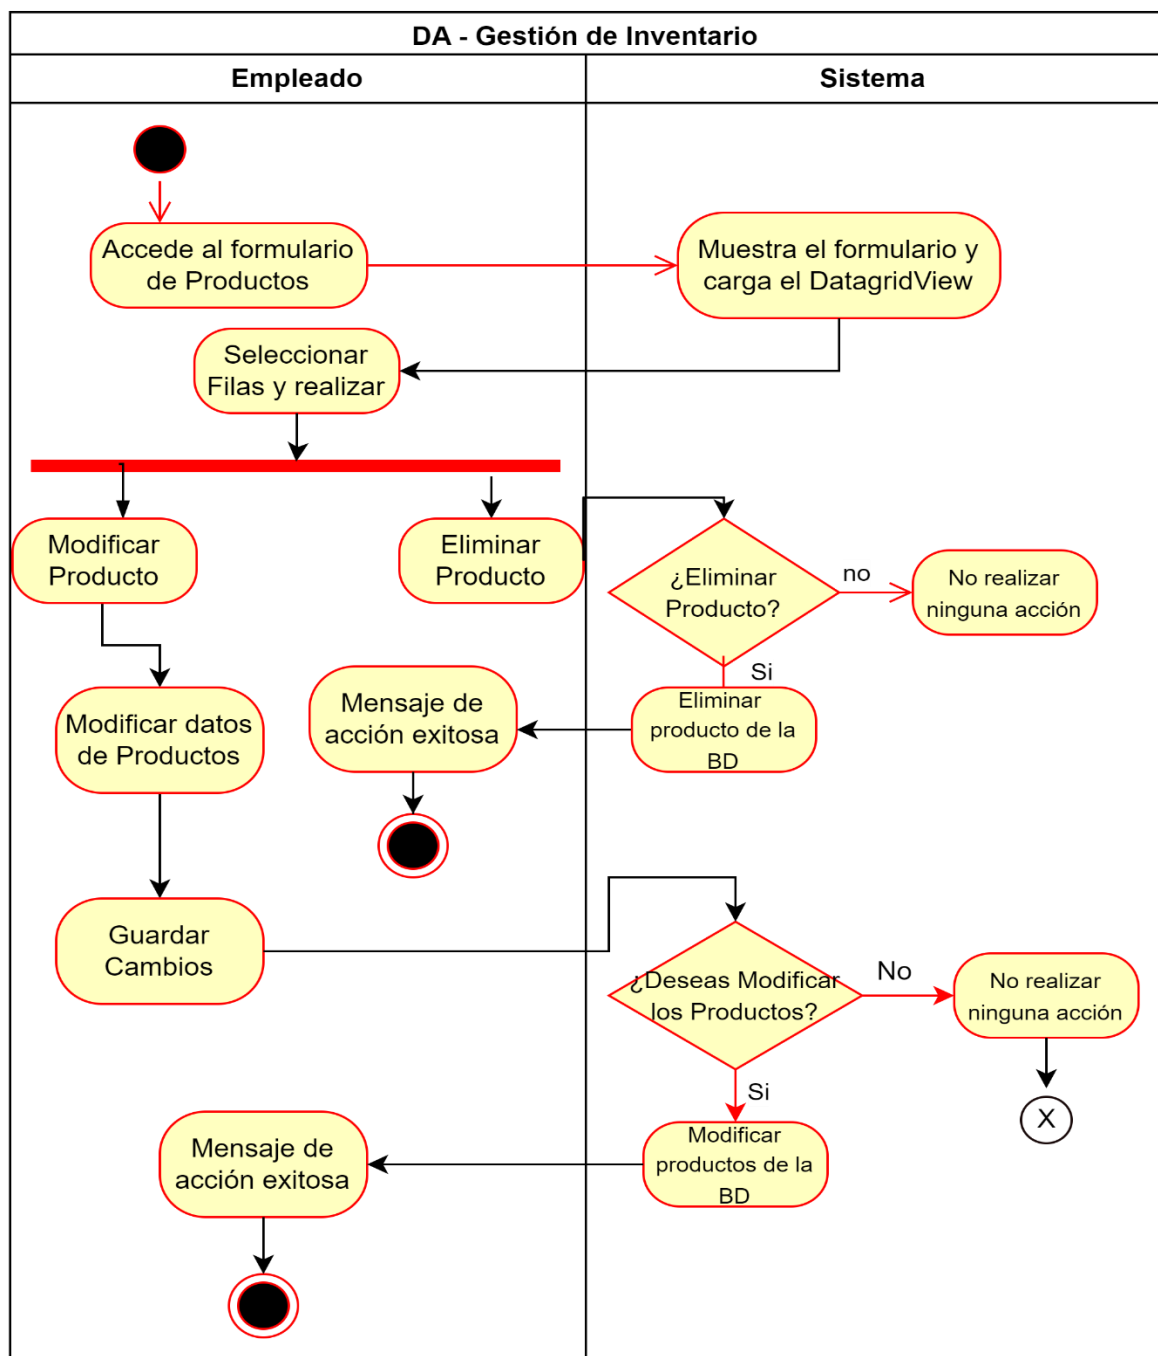 DA - Gestión de Inventario
Empleado
Sistema
Accede al formulario
de Productos
Muestra el formulario y
carga el DatagridView
Seleccionar
Filas y realizar
Modificar
Producto
Eliminar
Producto
¿Eliminar
Producto?
no
No realizar
ninguna acción
Si
Eliminar
producto de la
BD
Mensaje de
acción exitosa
Modificar datos
de Productos
Guardar
Cambios
¿Deseas Modificar
los Productos?
No
No realizar
ninguna acción
X
Si
Modificar
productos de la
BD
Mensaje de
acción exitosa